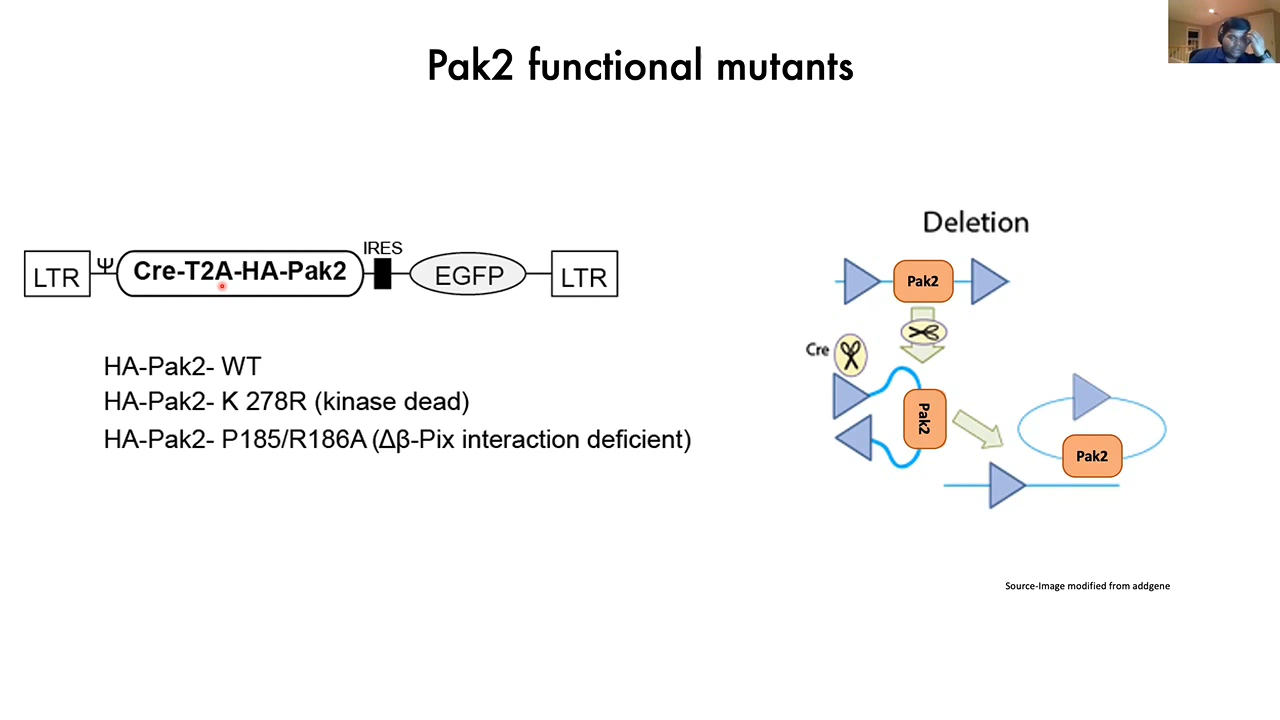 Pak2 functional mutants
LTR
Ψ
Cre-T2A-HA-Pak2
IRES
EGFP
LTR
HA-Pak2- WT
HA-Pak2- K 278R (kinase dead)
HA-Pak2- P185/R186A (Δβ-Pix interaction deficient)
Deletion
Pak2
Cre
Pak2
Pak2
Source-Image modified from addgene